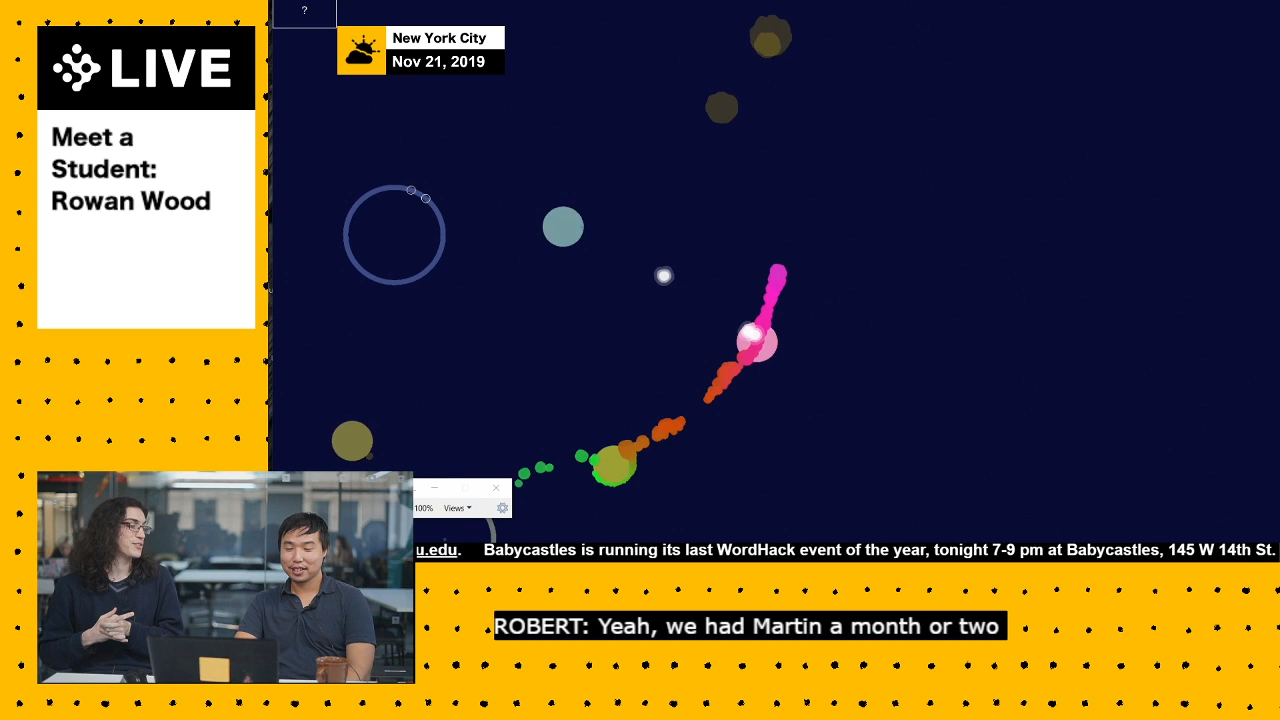 ?
LIVE
New York City
Nov 21, 2019
Meet a
Student:
Rowan Wood
100% Views
u.edu. Babycastles is running its last WordHack event of the year, tonight 7-9 pm at Babycastles, 145 W 14th St.
ROBERT: Yeah, we had Martin a month or two